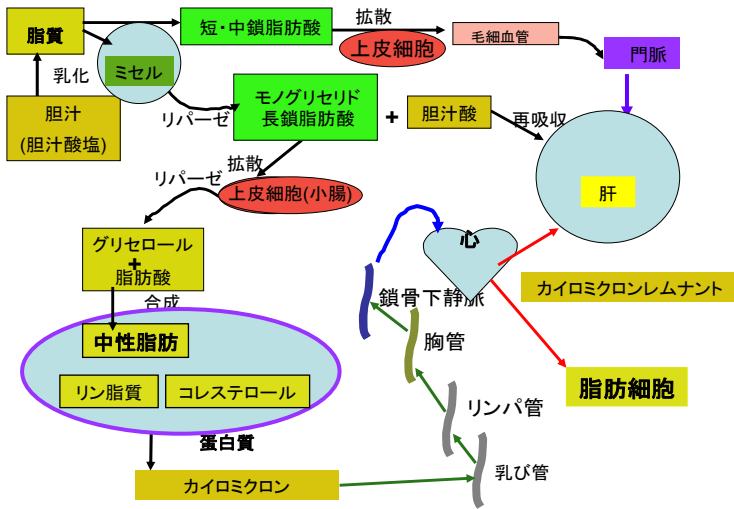 脂質
短・中鎖脂肪酸
拡散
上皮細胞
毛細血管
門脈
乳化
ミセル
胆汁
(胆汁酸塩)
リパーゼ
モノグリセリド
長鎖脂肪酸
+
胆汁酸
再吸収
肝
拡散
リパーゼ
上皮細胞(小腸)
グリセロール
+
脂肪酸
合成
心
鎖骨下静脈
カイロミクロンレムナント
中性脂肪
胸管
リン脂質
コレステロール
脂肪細胞
リンパ管
蛋白質
乳び管
カイロミクロン